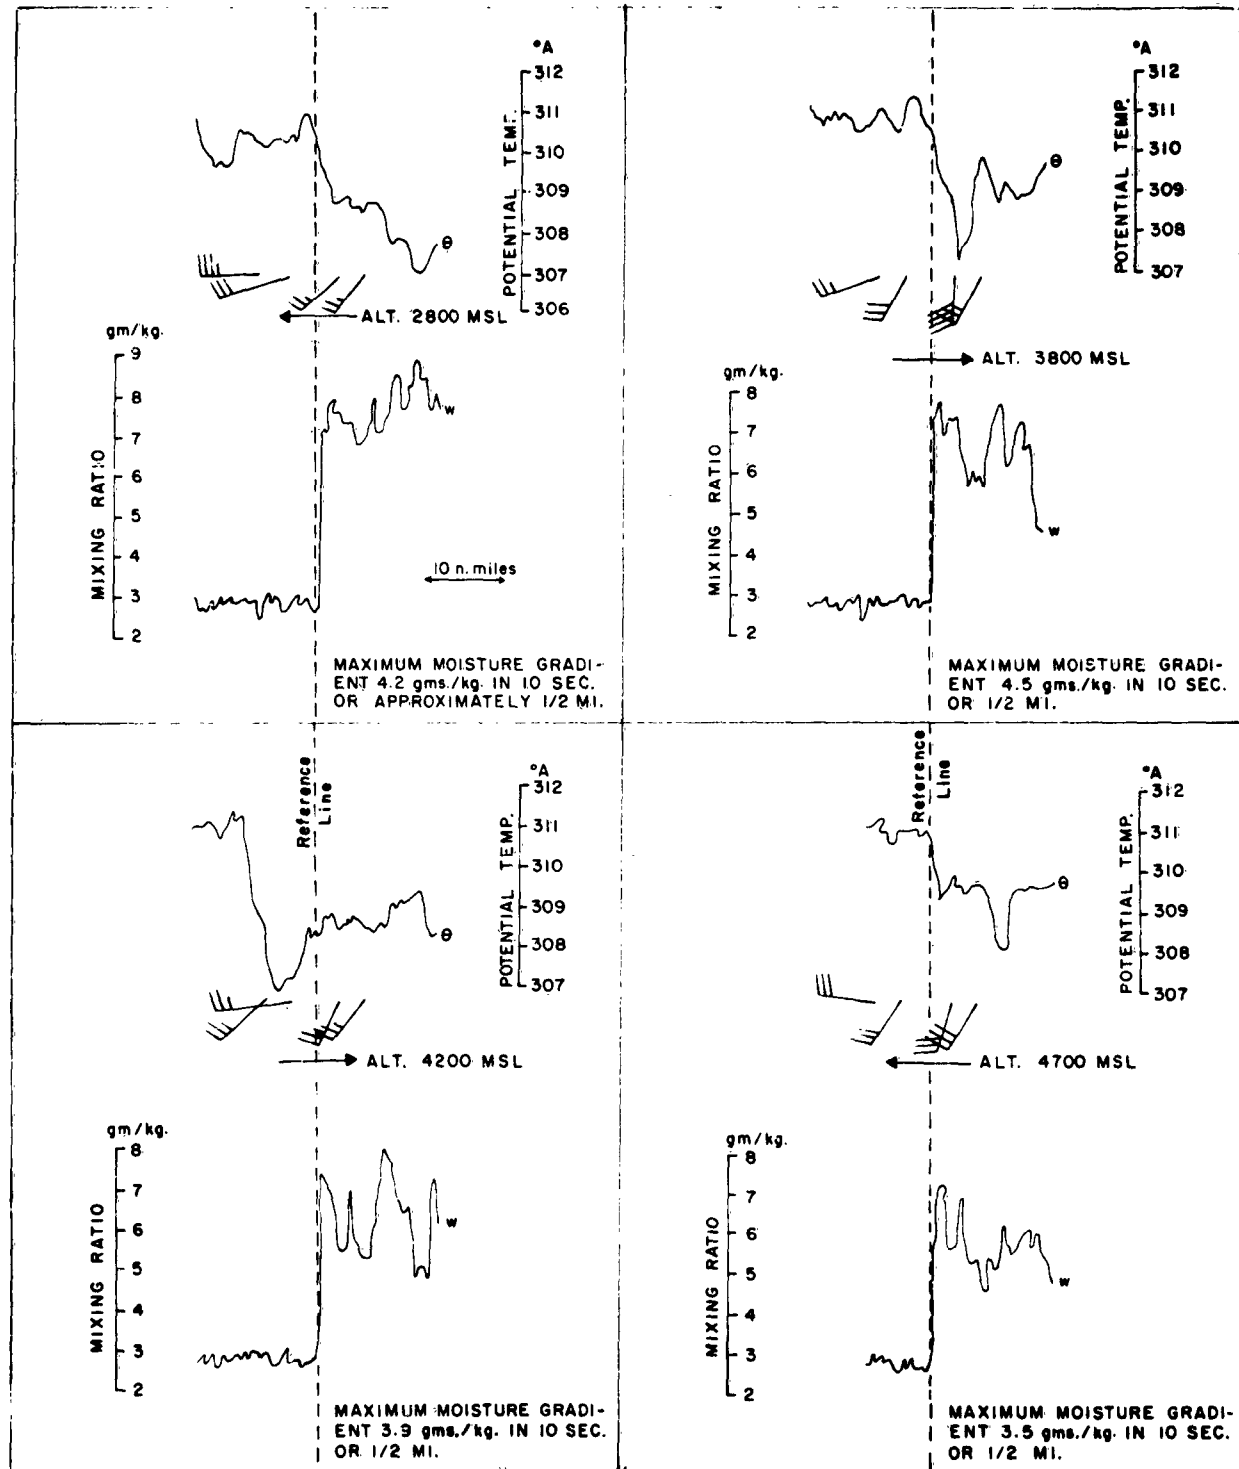 °A
312
311
310
309
308
307
306
POTENTIAL TEMP.
θ
ALT. 2800 MSL
gm/kg.
9
8
7
6
5
4
3
2
MIXING RATIO
w
10 n. miles
MAXIMUM MOISTURE GRADI-
ENT 4.2 gms./kg. IN 10 SEC.
OR APPROXIMATELY 1/2 MI.
°A
312
311
310
309
308
307
POTENTIAL TEMP.
θ
ALT. 3800 MSL
gm/kg.
8
7
6
5
4
3
2
MIXING RATIO
w
MAXIMUM MOISTURE GRADI-
ENT 4.5 gms./kg. IN 10 SEC.
OR 1/2 MI.
Reference
Line
°A
312
311
310
309
308
307
POTENTIAL TEMP.
θ
ALT. 4200 MSL
gm/kg.
8
7
6
5
4
3
2
MIXING RATIO
w
MAXIMUM MOISTURE GRADI-
ENT 3.9 gms./kg. IN 10 SEC.
OR 1/2 MI.
Reference
Line
°A
312
311
310
309
308
307
POTENTIAL TEMP.
θ
ALT. 4700 MSL
gm/kg.
8
7
6
5
4
3
2
MIXING RATIO
w
MAXIMUM MOISTURE GRADI-
ENT 3.5 gms./kg. IN 10 SEC.
OR 1/2 MI.